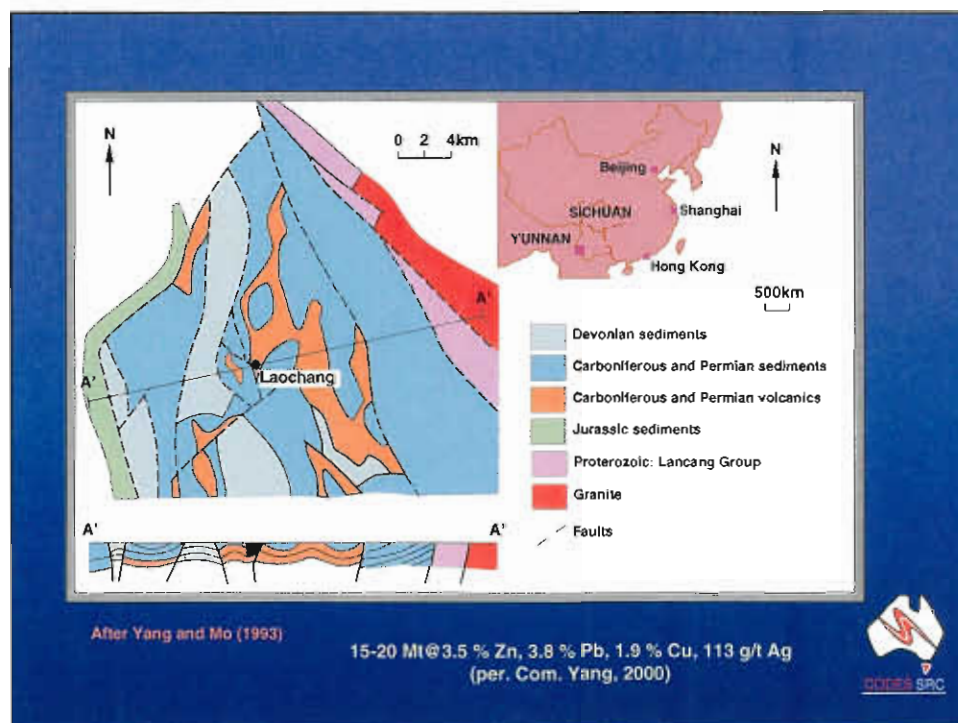 N
0 2 4km
Beijing
N
SICHUAN
Shanghai
YUNNAN
Hong Kong
500km
A'
A'
Laochang
Devonian sediments
Carboniferous and Permian sediments
Carboniferous and Permian volcanics
Jurassic sediments
Proterozoic: Lancang Group
Granite
Faults
A'
A'
After Yang and Mo (1993)
15-20 Mt@3.5 % Zn, 3.8 % Pb, 1.9 % Cu, 113 g/t Ag
(per. Com. Yang, 2000)
CODES SRC